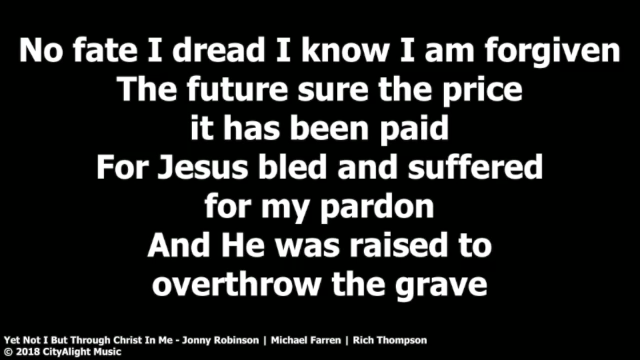 No fate I dread I know I am forgiven
The future sure the price
it has been paid
For Jesus bled and suffered
for my pardon
And He was raised to
overthrow the grave
Yet Not I But Through Christ In Me - Jonny Robinson | Michael Farren | Rich Thompson
© 2018 CityAlight Music